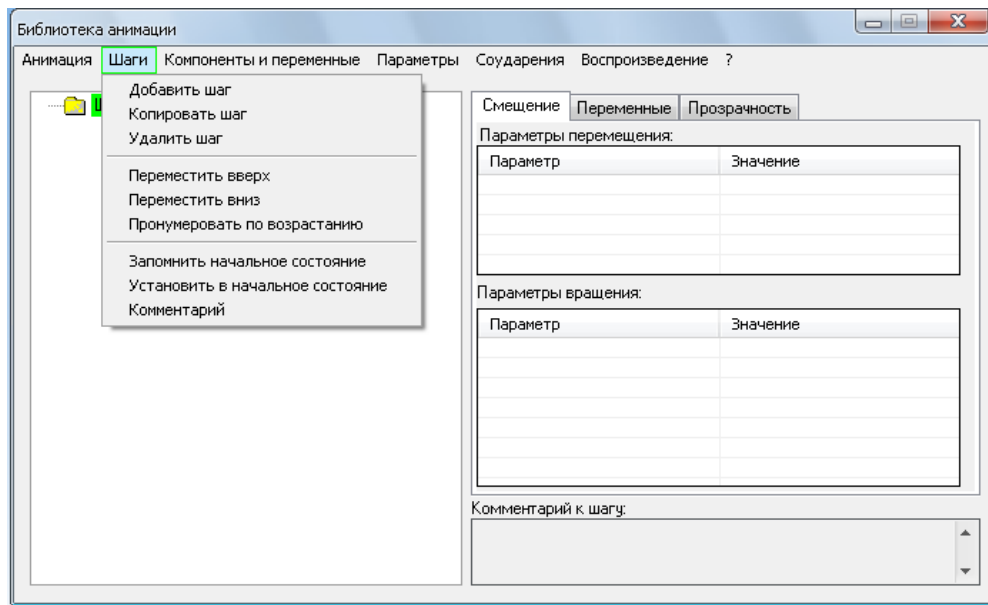 Библиотека анимации
Анимация Шаги Компоненты и переменные Параметры Соударения Воспроизведение ?
Добавить шаг
Копировать шаг
Удалить шаг
Переместить вверх
Переместить вниз
Пронумеровать по возрастанию
Запомнить начальное состояние
Установить в начальное состояние
Комментарий
Смещение Переменные Прозрачность
Параметры перемещения:
Параметр Значение
Параметры вращения:
Параметр Значение
Комментарий к шагу: